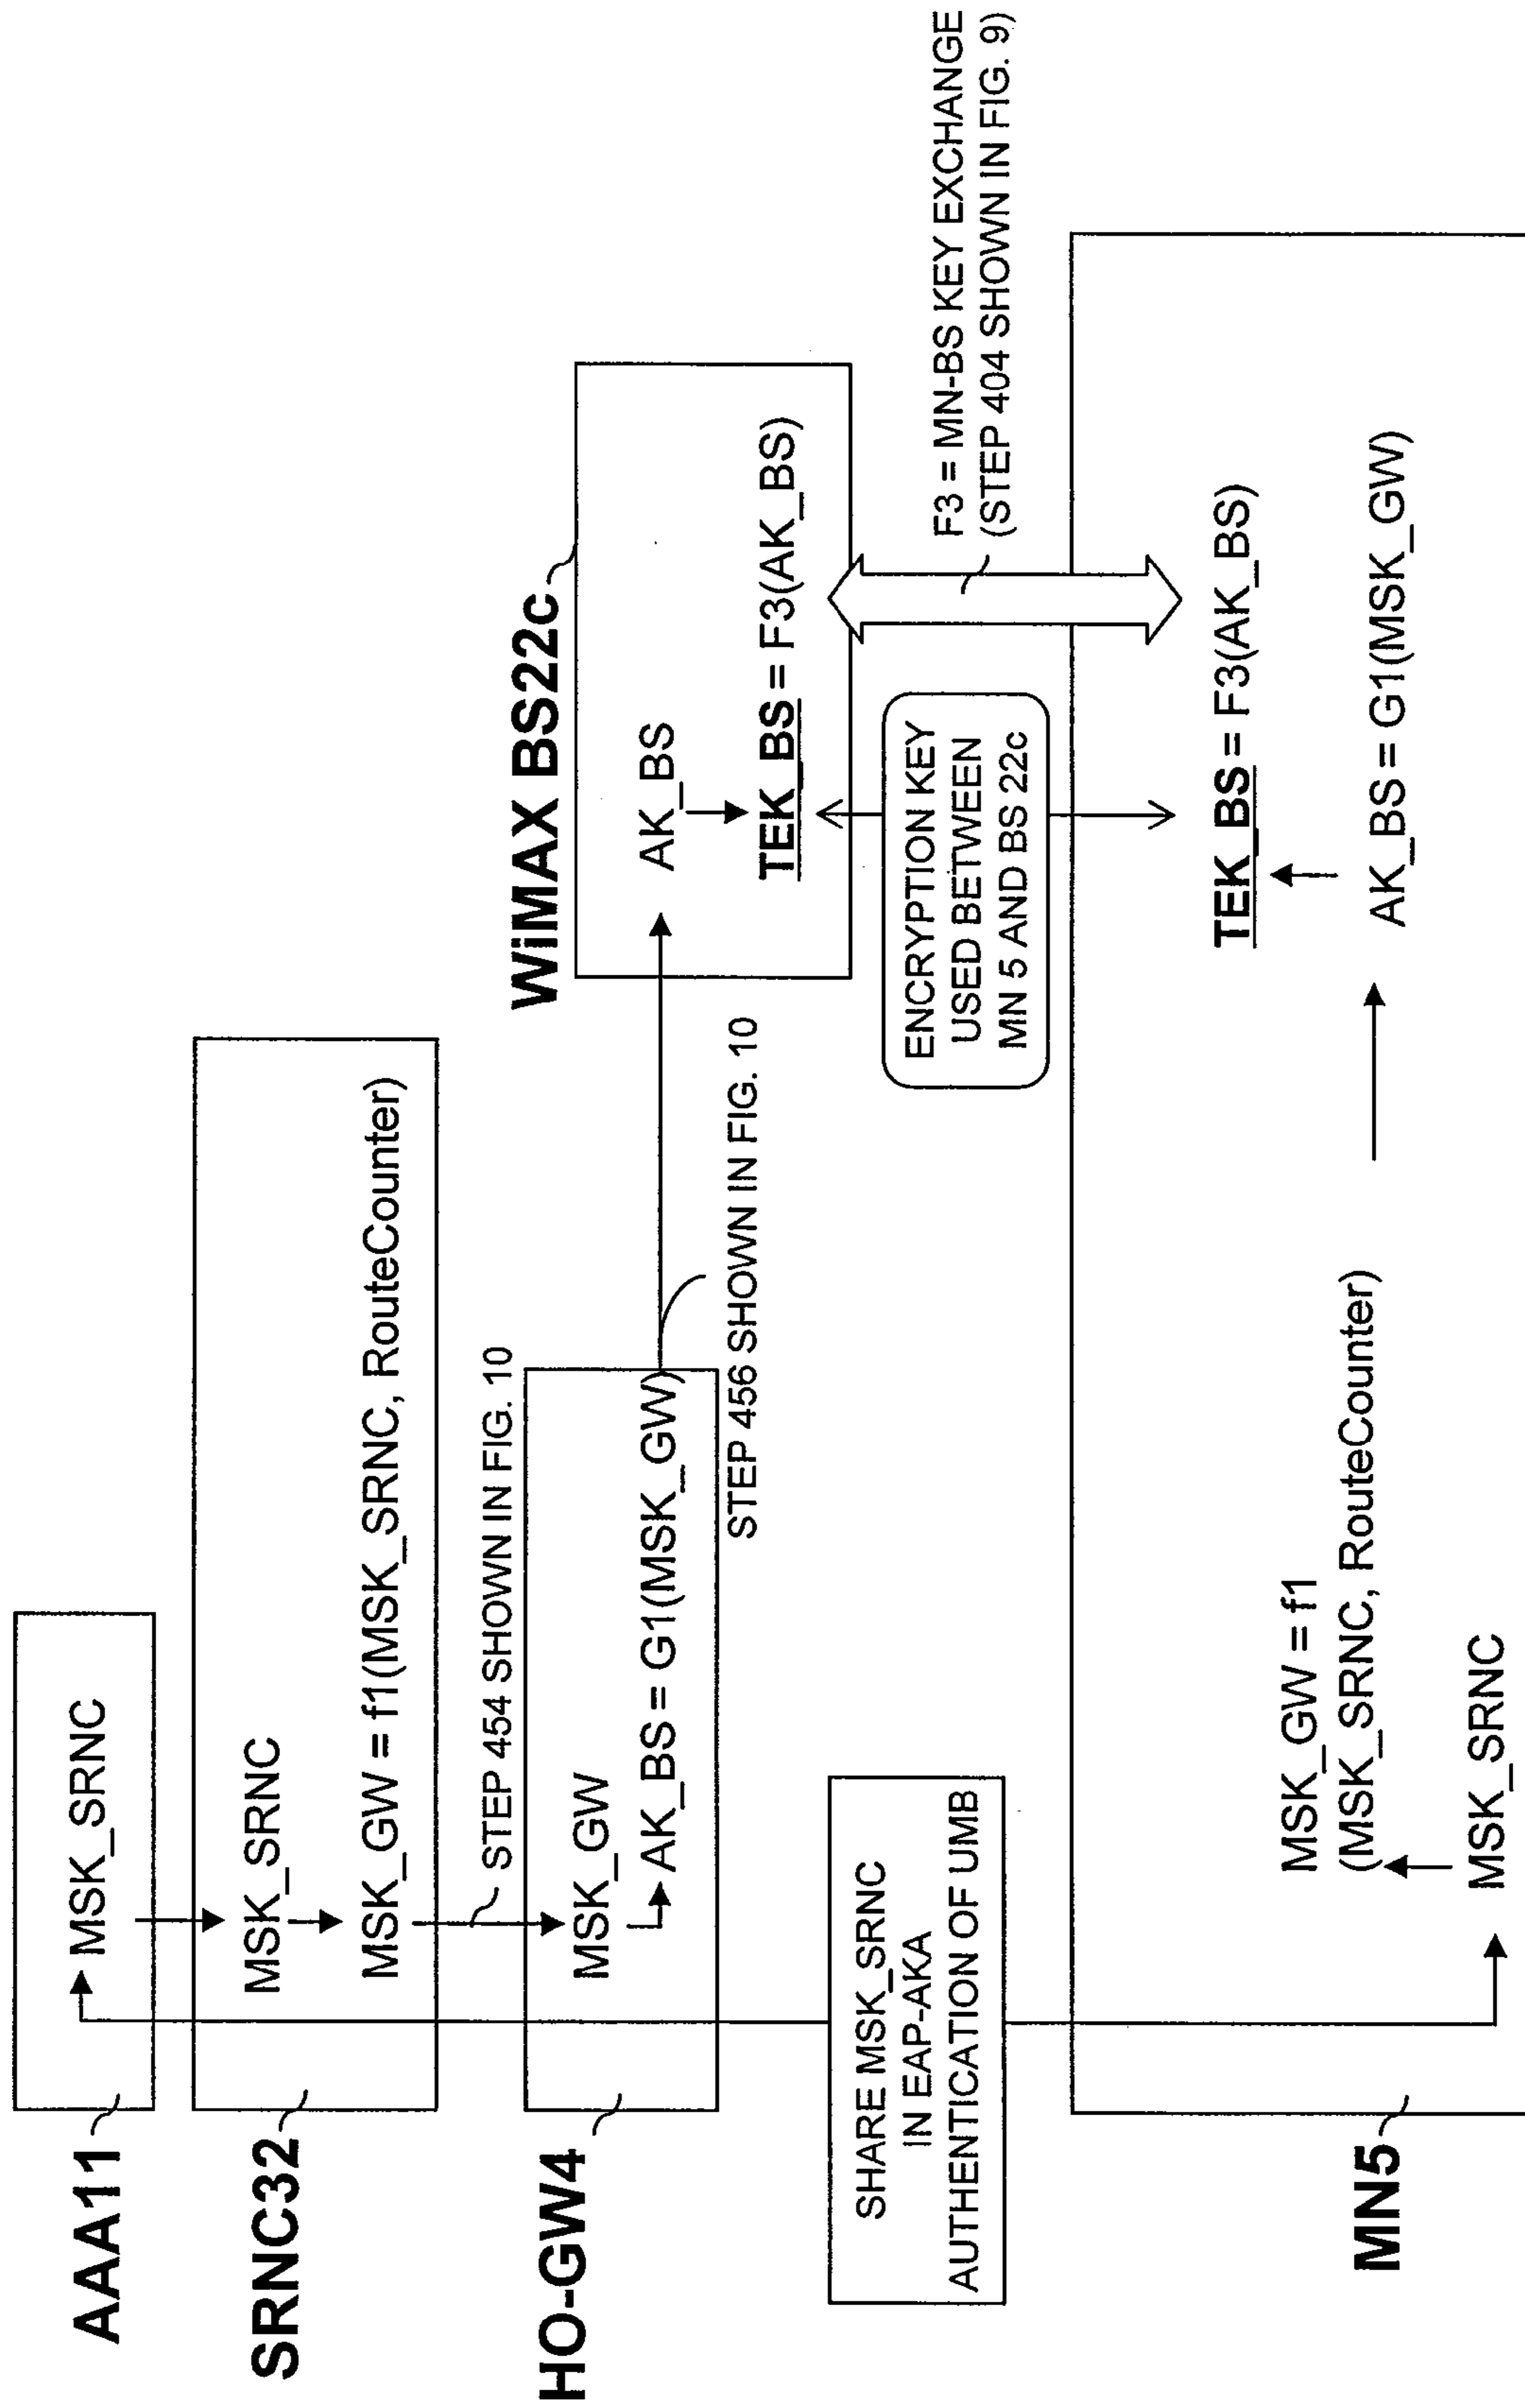 AAA11
MSK_SRNC
SRNC32
MSK_SRNC
MSK_GW = f1(MSK_SRNC, RouteCounter)
STEP 454 SHOWN IN FIG. 10
HO-GW4
MSK_GW
AK_BS = G1(MSK_GW)
STEP 456 SHOWN IN FIG. 10
WiMAX BS22c
AK_BS
TEK_BS = F3(AK_BS)
SHARE MSK_SRNC
IN EAP-AKA
AUTHENTICATION OF UMB
ENCRYPTION KEY
USED BETWEEN
MN 5 AND BS 22c
F3 = MN-BS KEY EXCHANGE
(STEP 404 SHOWN IN FIG. 9)
MN5
MSK_GW = f1
(MSK_SRNC, RouteCounter)
MSK_SRNC
TEK_BS = F3(AK_BS)
AK_BS = G1(MSK_GW)